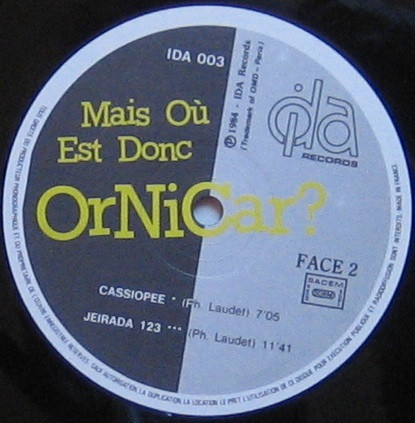 IDA 003
℗ 1984 - IDA Records
(Trademark of OMD - Paris)
ida
RECORDS
Mais Où
Est Donc
OrNiCar?
FACE 2
SACEM
CASSIOPEE * (Ph. Laudet) 7'05
JEIRADA 123 *** (Ph. Laudet) 11'41
TOUS DROITS DU PRODUCTEUR PHONOGRAPHIQUE ET DU PROPRIETAIRE DE L'ŒUVRE ENREGISTREE RESERVES. SAUF AUTORISATION, LA DUPLICATION, LA LOCATION, LE PRET, L'UTILISATION DE CE DISQUE POUR EXECUTION PUBLIQUE ET RADIODIFFUSION SONT INTERDITS. MADE IN FRANCE